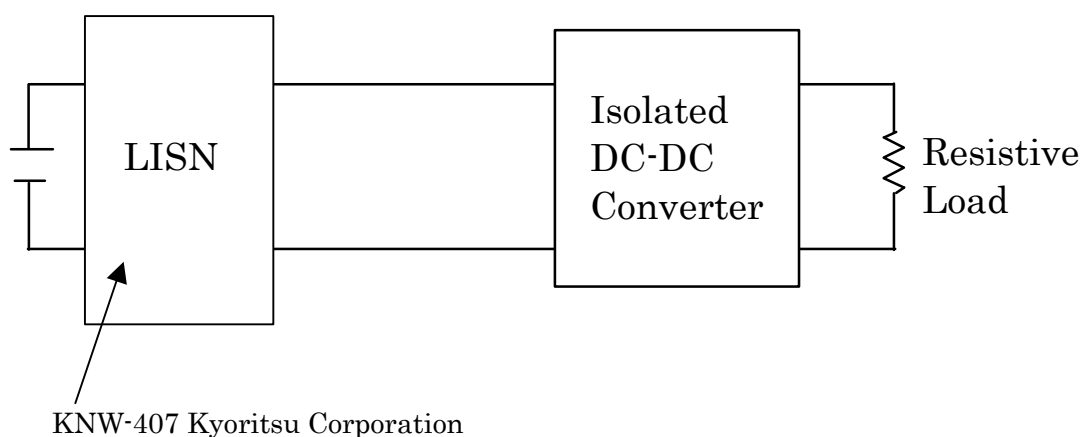 LISN
Isolated
DC-DC
Converter
Resistive
Load
KNW-407 Kyoritsu Corporation